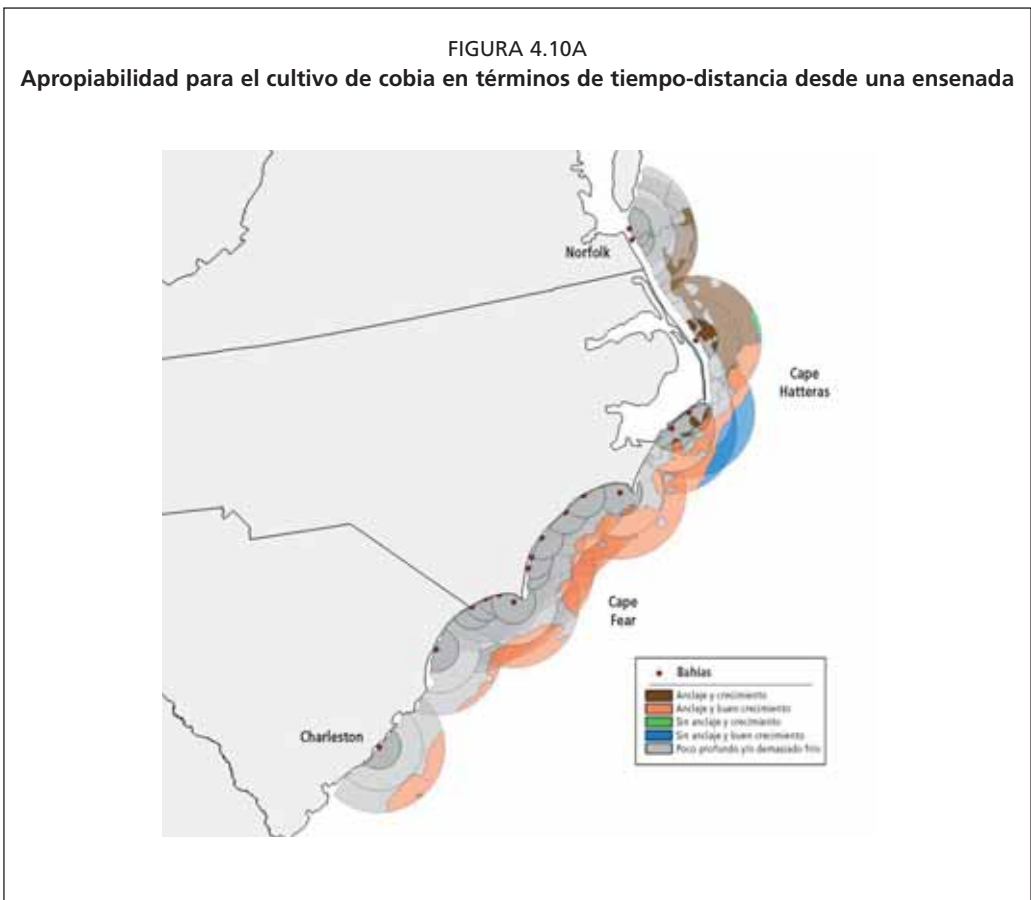 FIGURA 4.10A
Apropiabilidad para el cultivo de cobia en términos de tiempo-distancia desde una ensenada
Norfolk
Cape
Hatteras
Cape
Fear
Charleston
Bahías
Anclaje y crecimiento
Anclaje y buen crecimiento
Sin anclaje y crecimiento
Sin anclaje y buen crecimiento
Poco profundo y/o demasiado frío